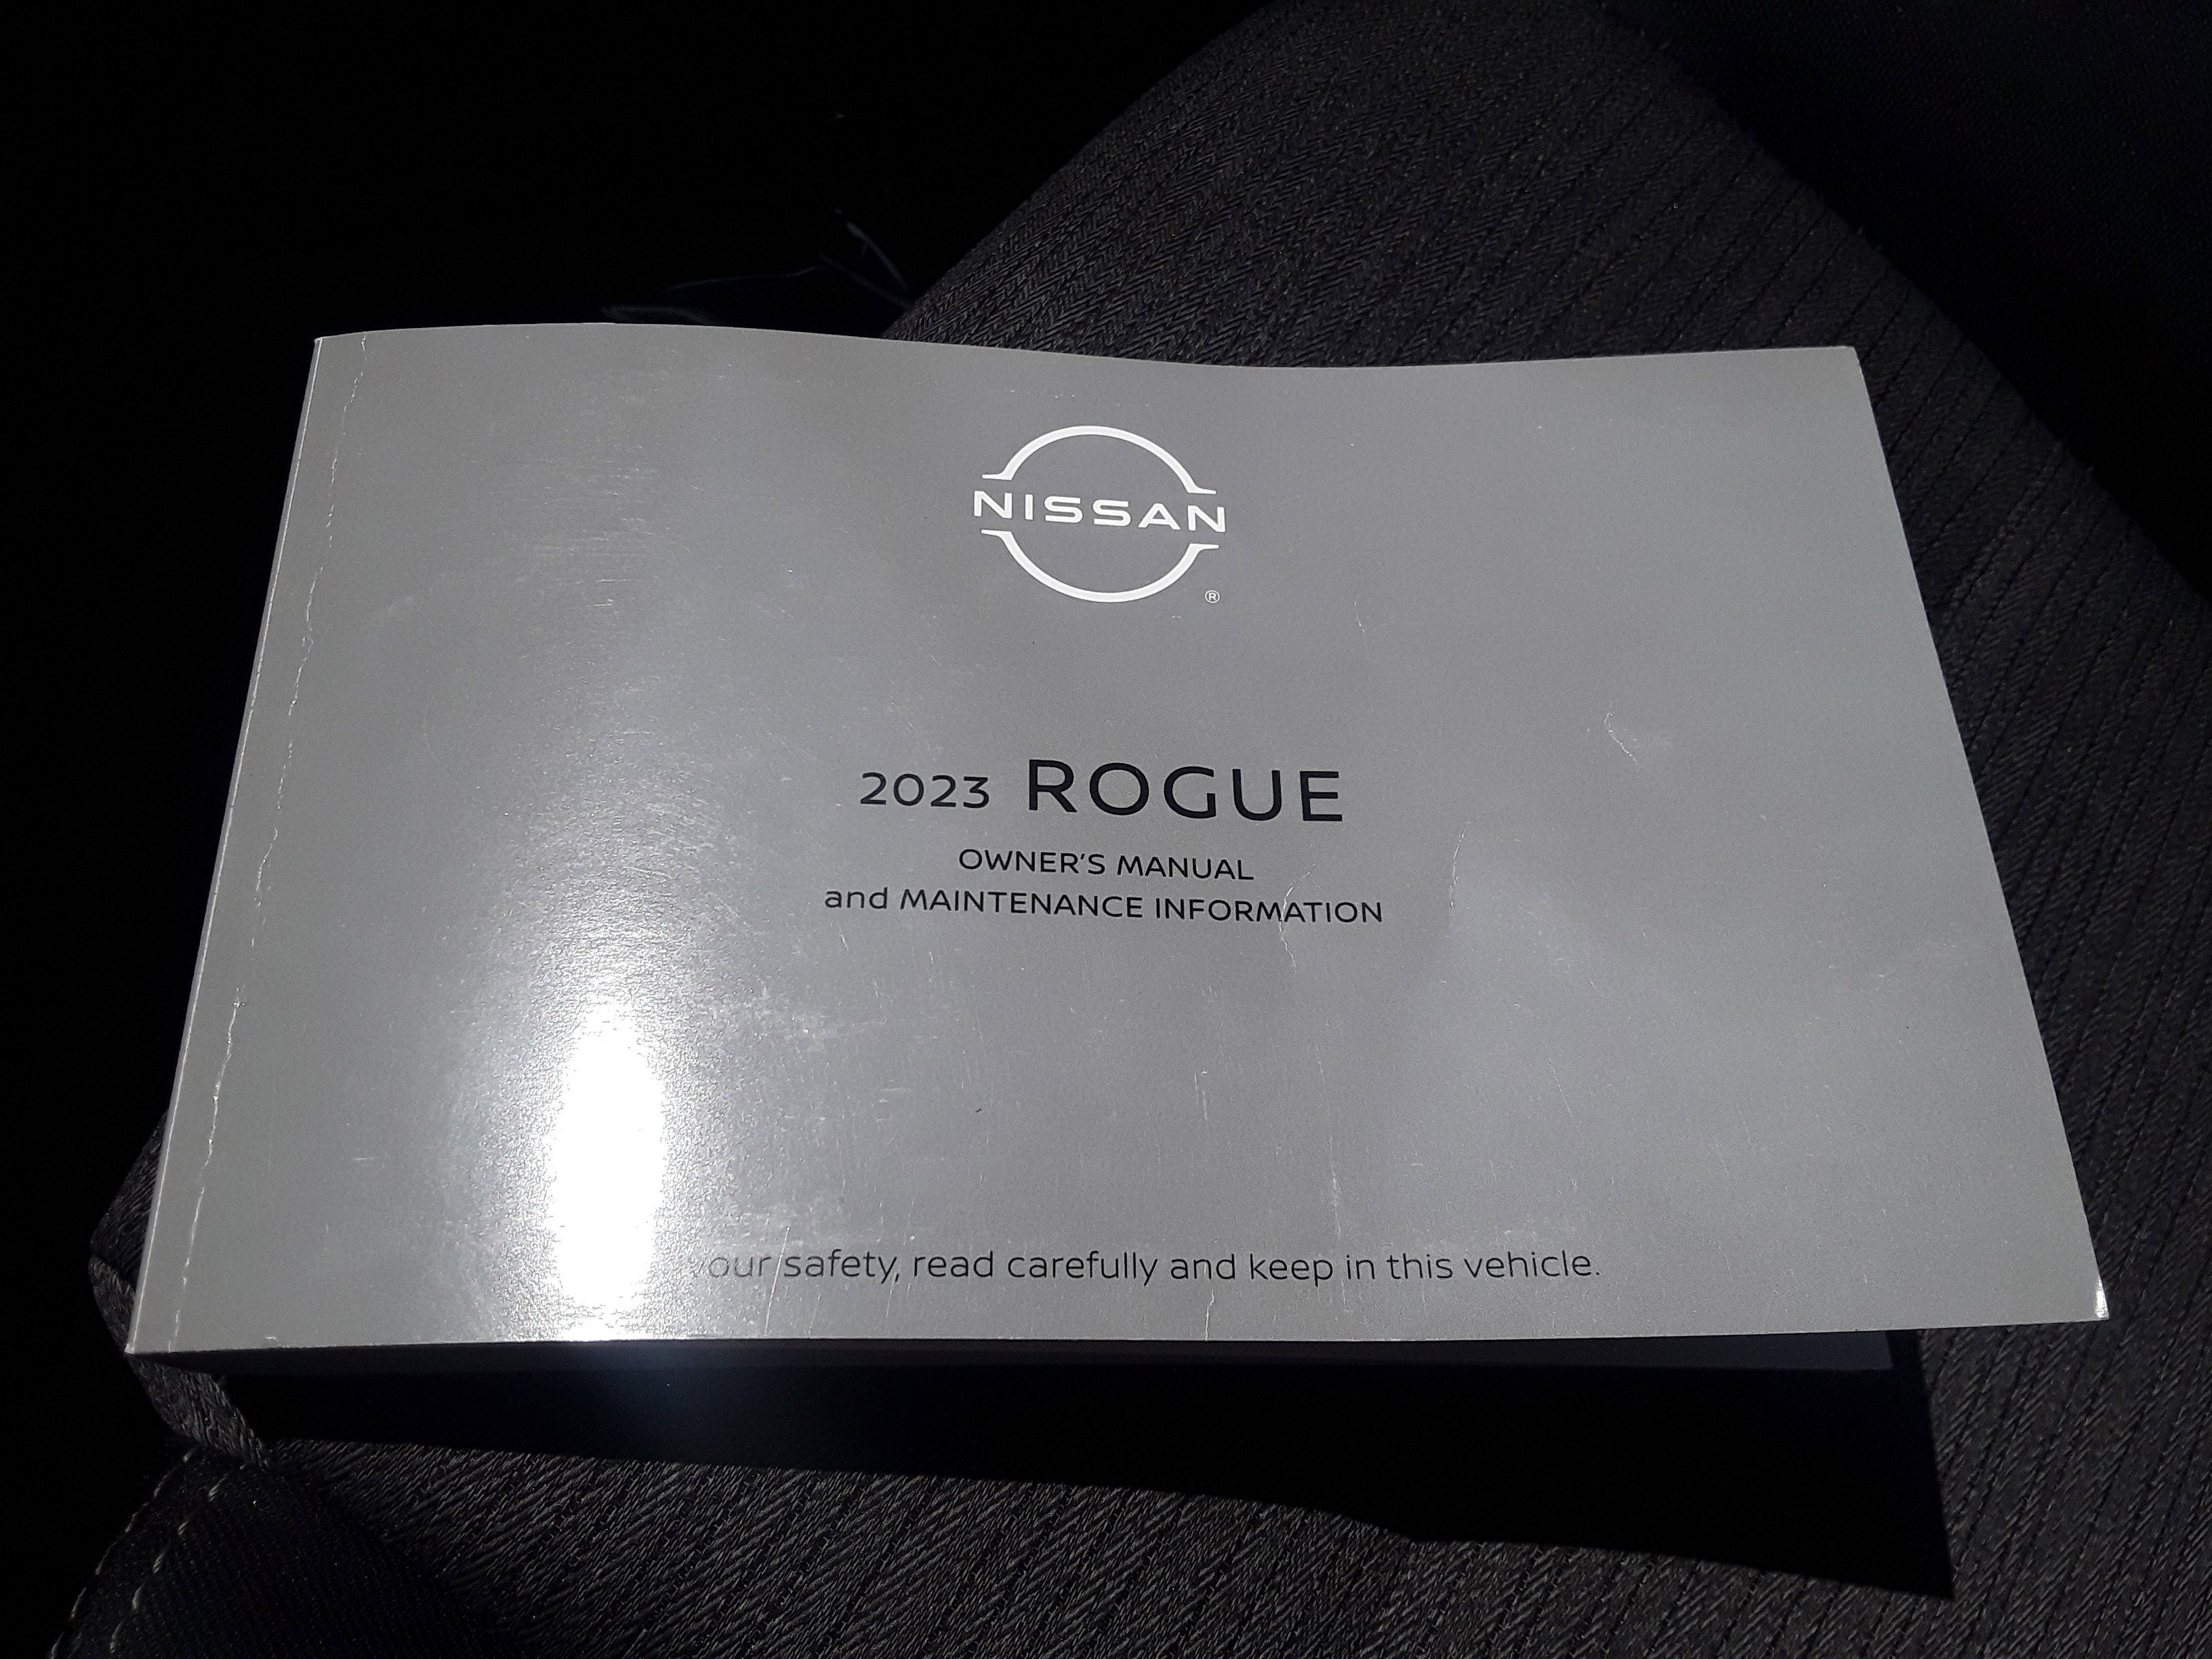 NISSAN
®
2023 ROGUE
OWNER'S MANUAL
and MAINTENANCE INFORMATION
safety, read carefully and keep in this vehicle.